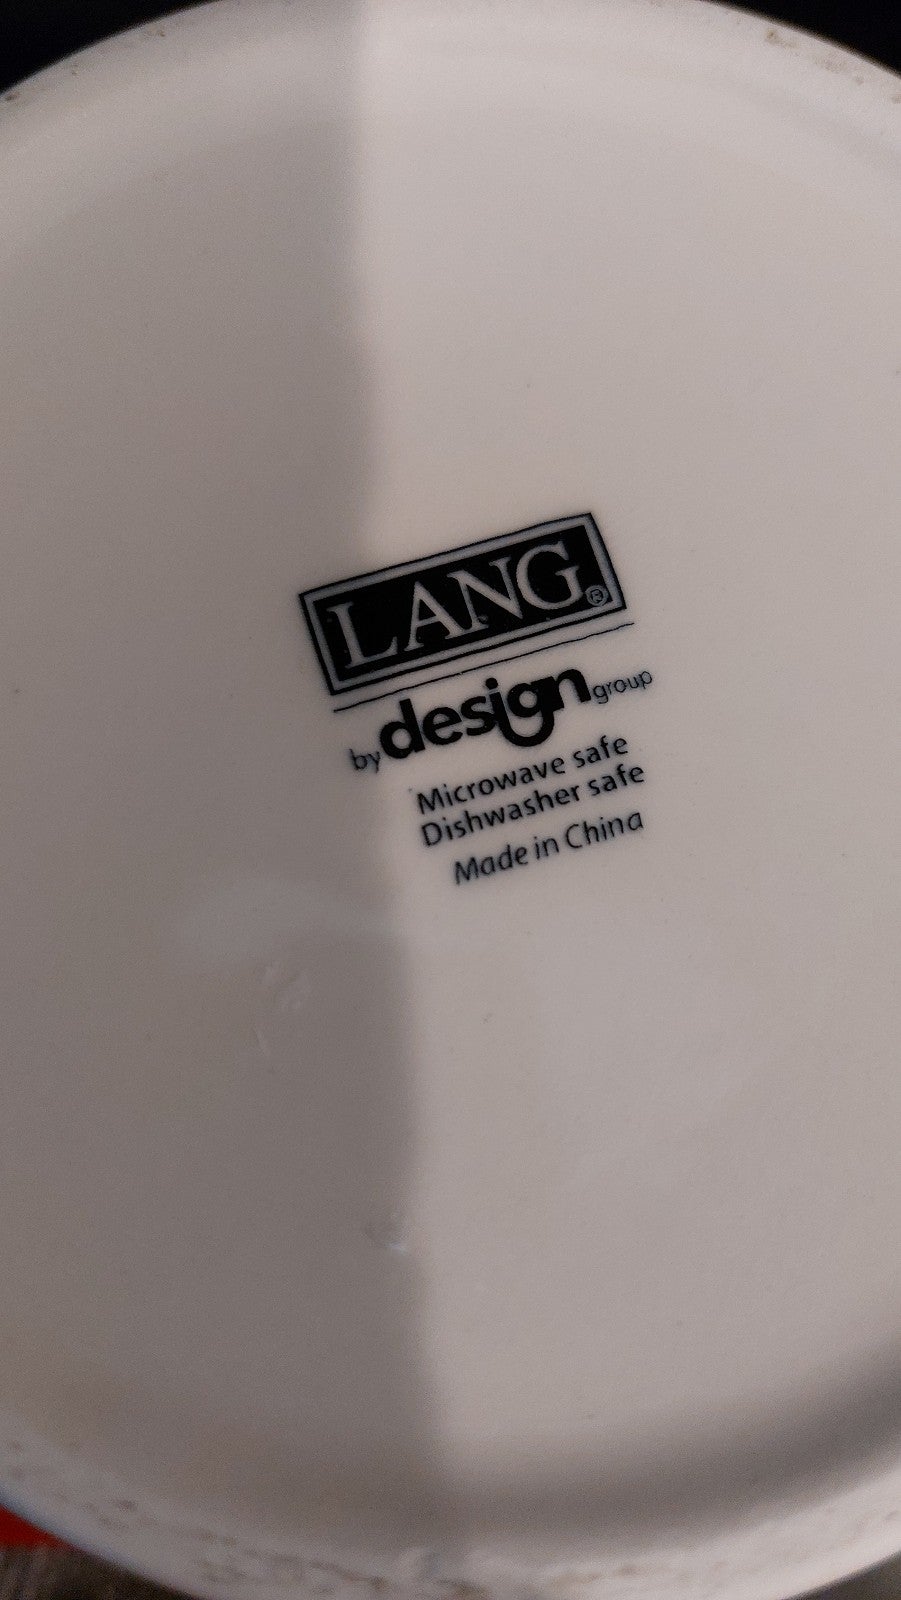 LANG®
by design group
Microwave safe
Dishwasher safe
Made in China